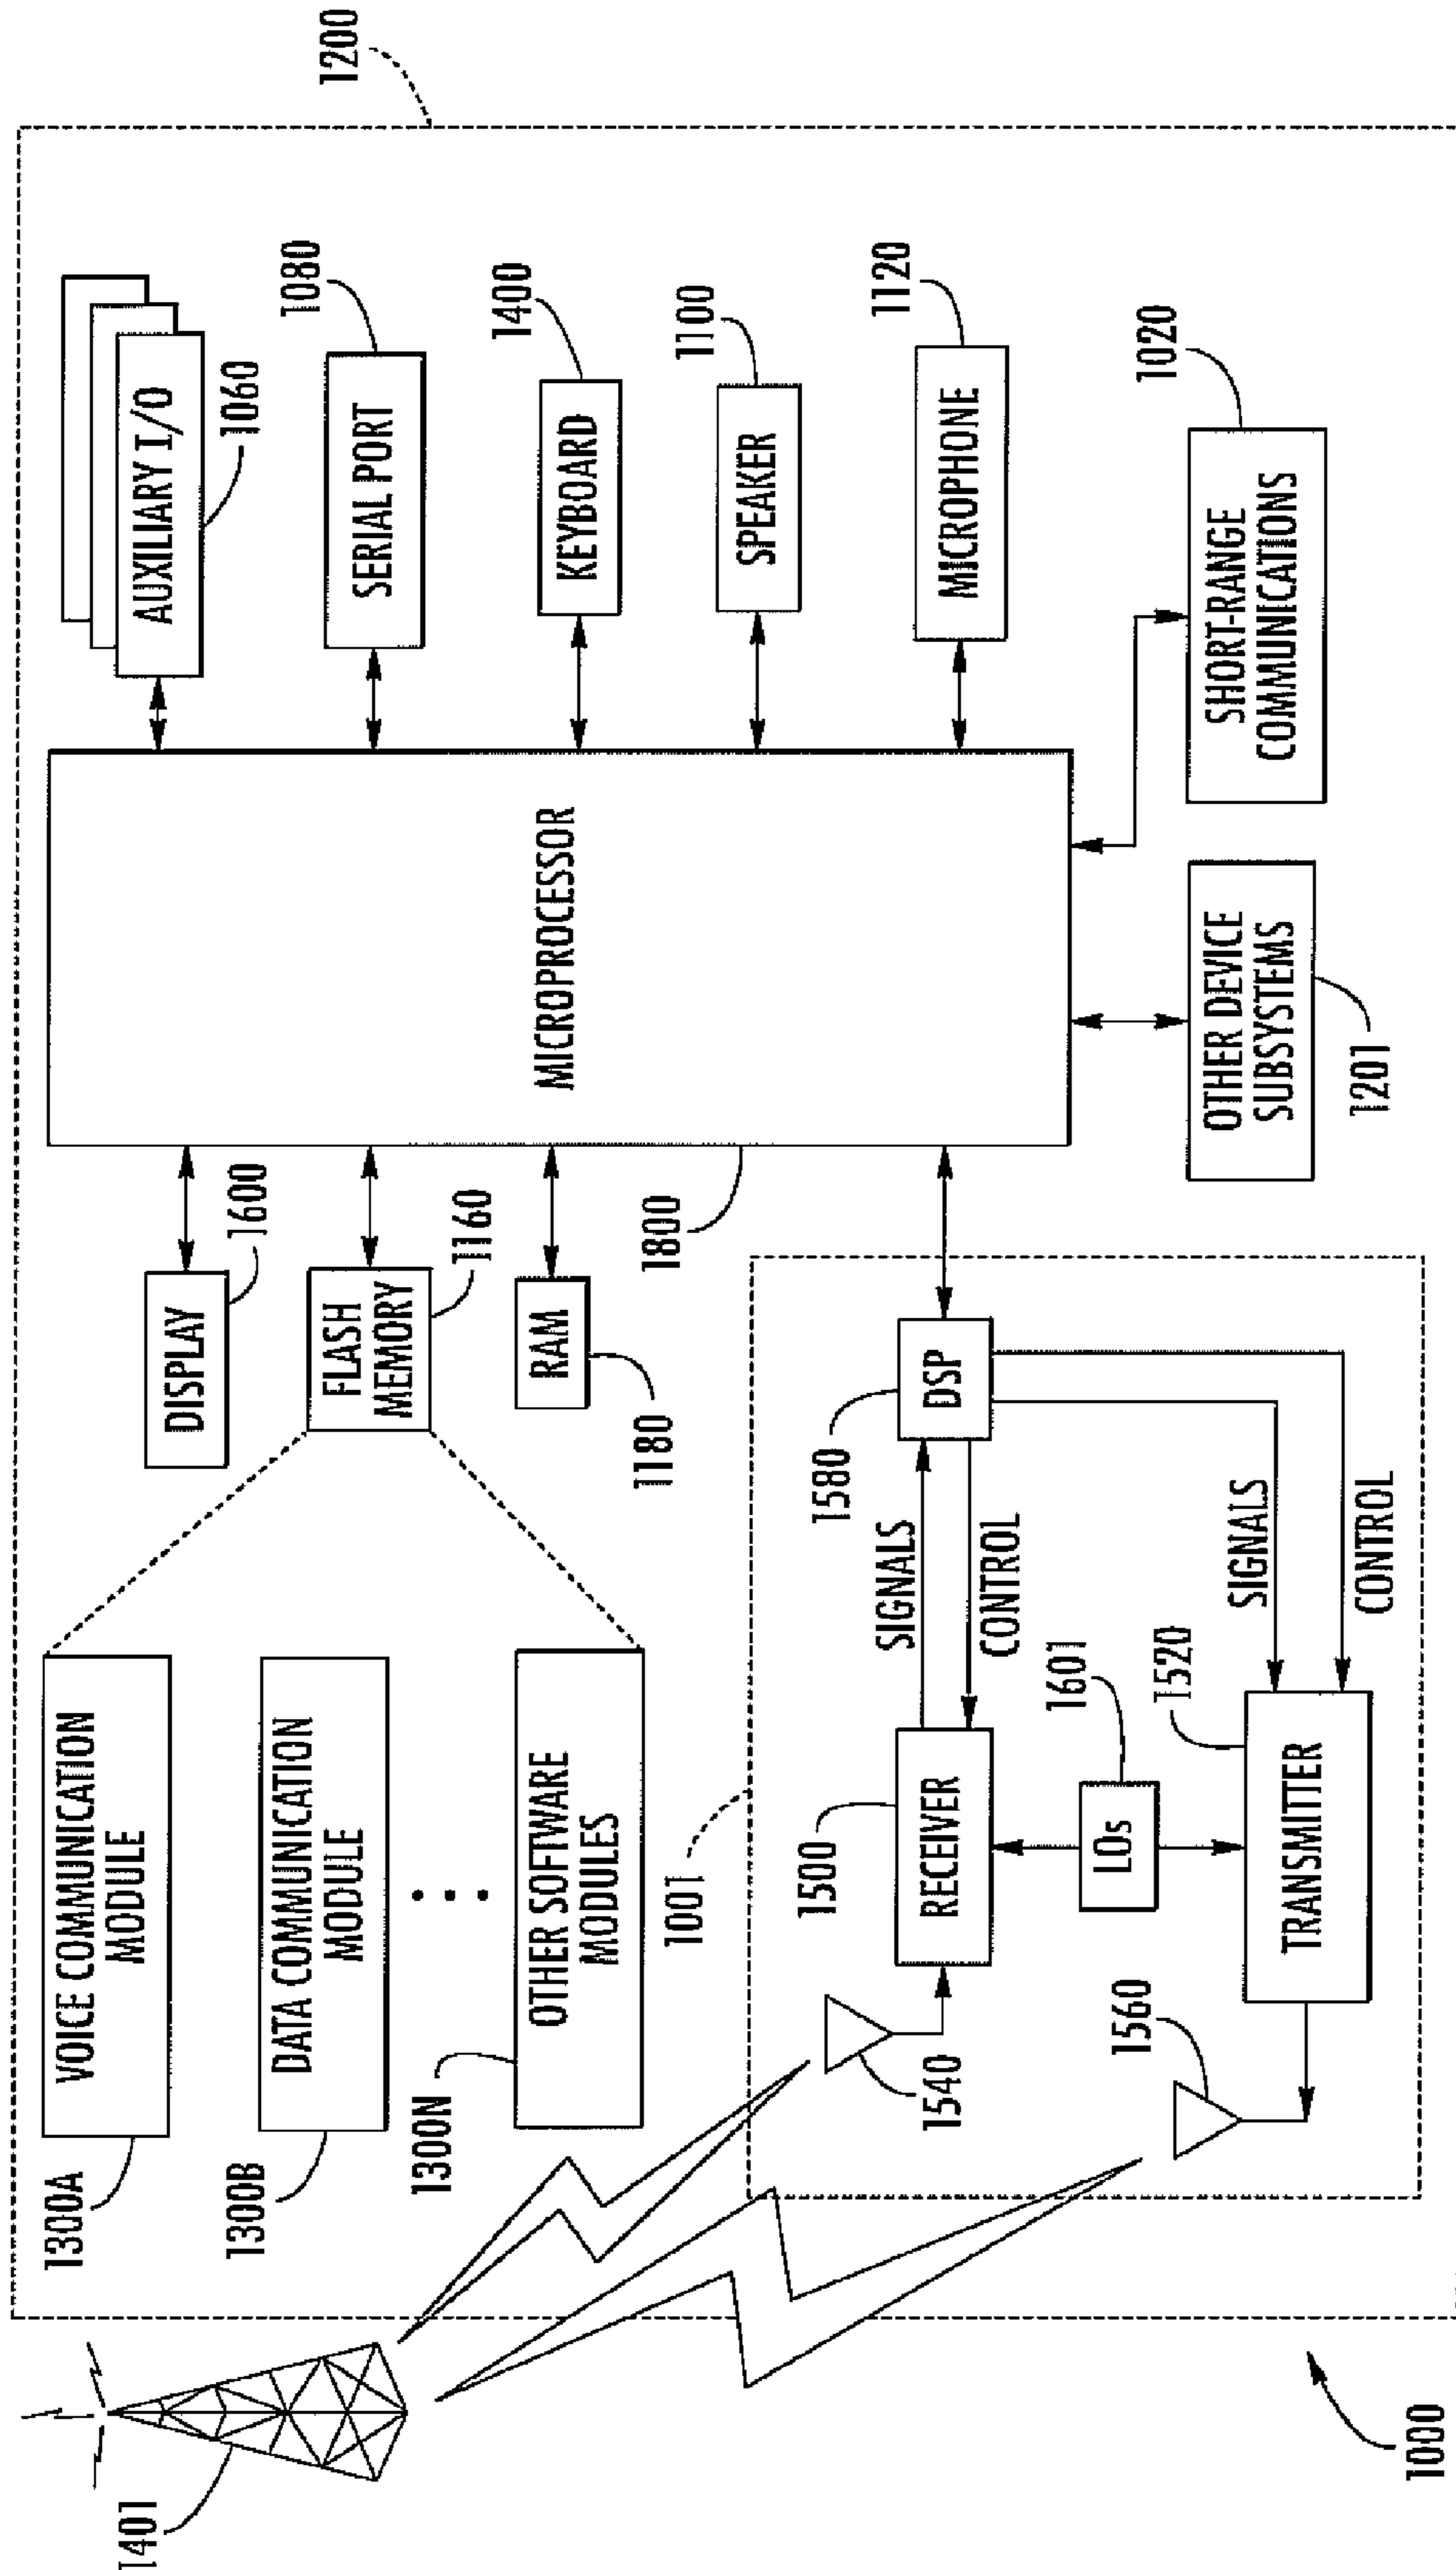 1200
AUXILIARY I/O
1060
SERIAL PORT
1080
KEYBOARD
1400
SPEAKER
1100
MICROPHONE
1120
SHORT-RANGE
COMMUNICATIONS
1020
MICROPROCESSOR
1800
OTHER DEVICE
SUBSYSTEMS
1201
DISPLAY
1600
FLASH
MEMORY
1160
RAM
1180
VOICE COMMUNICATION
MODULE
1300A
DATA COMMUNICATION
MODULE
1300B
OTHER SOFTWARE
MODULES
1300N
1001
DSP
1580
SIGNALS
CONTROL
SIGNALS
CONTROL
RECEIVER
1500
LOs
1601
TRANSMITTER
1520
1540
1560
1401
1000